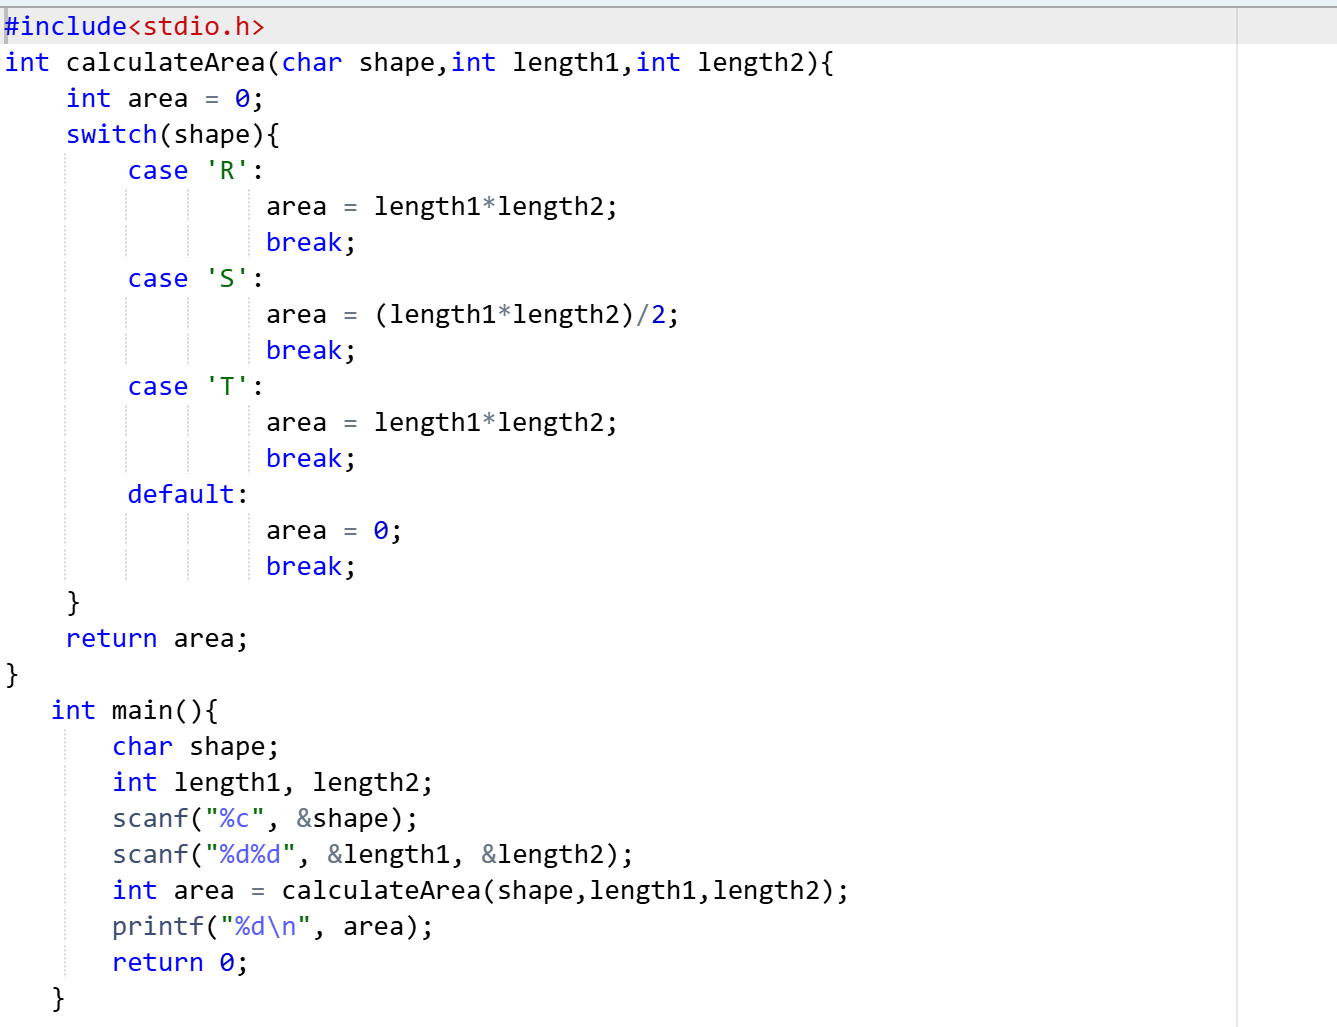 #include<stdio.h>
int calculateArea(char shape,int length1,int length2){
    int area = 0;
    switch(shape){
        case 'R':
                 area = length1*length2;
                 break;
        case 'S':
                 area = (length1*length2)/2;
                 break;
        case 'T':
                 area = length1*length2;
                 break;
        default:
                 area = 0;
                 break;
    }
    return area;
}
   int main(){
       char shape;
       int length1, length2;
       scanf("%c", &shape);
       scanf("%d%d", &length1, &length2);
       int area = calculateArea(shape,length1,length2);
       printf("%d\n", area);
       return 0;
   }